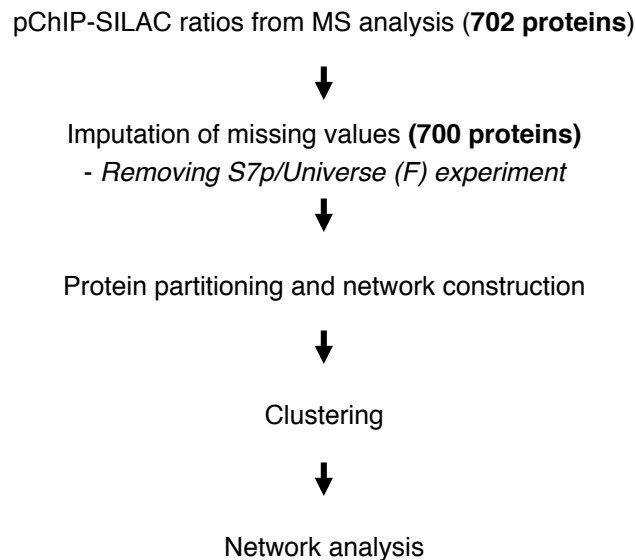 pChIP-SILAC ratios from MS analysis (702 proteins)
Imputation of missing values (700 proteins)
- Removing S7p/Universe (F) experiment
Protein partitioning and network construction
Clustering
Network analysis